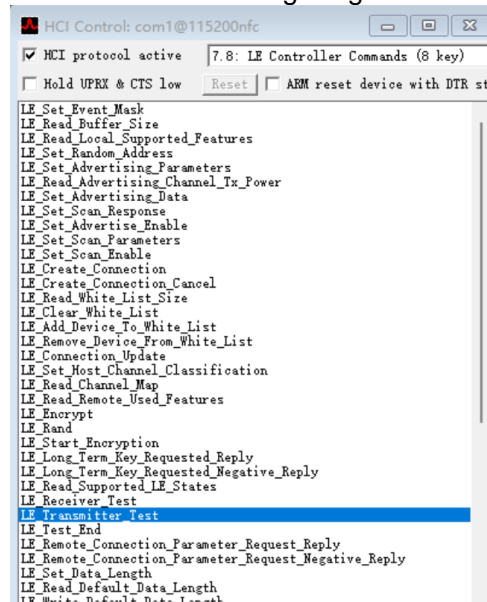 HCI Control: com1@115200nfc
HCI protocol active 7.8: LE Controller Commands (8 key)
Hold UPRX & CTS low Reset ARM reset device with DTR st
LE_Set_Event_Mask
LE_Read_Buffer_Size
LE_Read_Local_Supported_Features
LE_Set_Random_Address
LE_Set_Advertising_Parameters
LE_Read_Advertising_Channel_Tx_Power
LE_Set_Advertising_Data
LE_Set_Scan_Response
LE_Set_Advertise_Enable
LE_Set_Scan_Parameters
LE_Set_Scan_Enable
LE_Create_Connection
LE_Create_Connection_Cancel
LE_Read_White_List_Size
LE_Clear_White_List
LE_Add_Device_To_White_List
LE_Remove_Device_From_White_List
LE_Connection_Update
LE_Set_Host_Channel_Classification
LE_Read_Channel_Map
LE_Read_Remote_Used_Features
LE_Encrypt
LE_Rand
LE_Start_Encryption
LE_Long_Term_Key_Requested_Reply
LE_Long_Term_Key_Requested_Negative_Reply
LE_Read_Supported_LE_States
LE_Receiver_Test
LE_Transmitter_Test
LE_Test_End
LE_Remote_Connection_Parameter_Request_Reply
LE_Remote_Connection_Parameter_Request_Negative_Reply
LE_Set_Data_Length
LE_Read_Default_Data_Length
LE_Write_Default_Data_Length